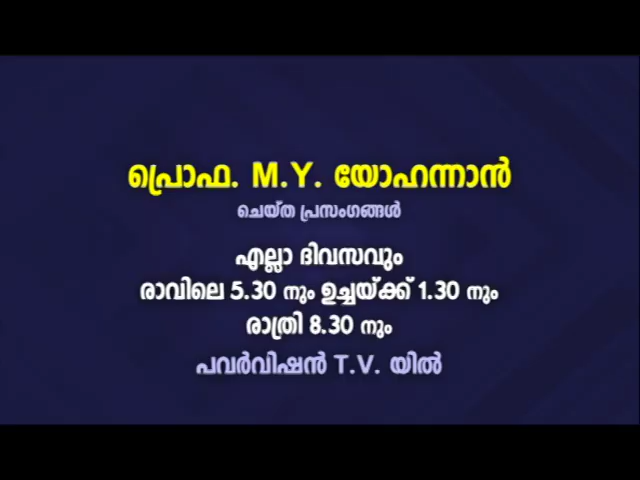 പ്രൊഫ. M.Y. യോഹന്നാൻ
ചെയ്ത പ്രസംഗങ്ങൾ
എല്ലാ ദിവസവും
രാവിലെ 5.30 നും ഉച്ചയ്ക്ക് 1.30 നും
രാത്രി 8.30 നും
പവർവിഷൻ T.V. യിൽ